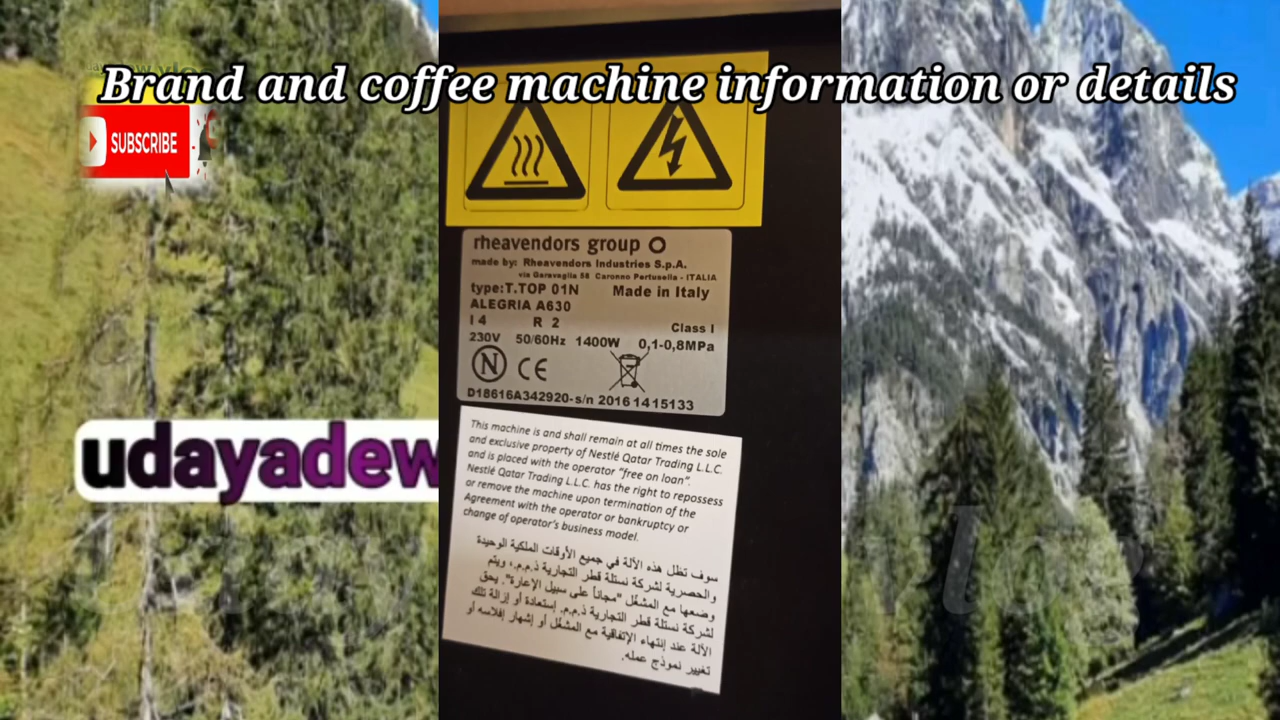 Brand and coffee machine information or details
SUBSCRIBE
udayadew
rheavendors group
made by: Rheavendors Industries S.p.A.
via Garavaglia 58 Caronno Pertusella - ITALIA
type:T.TOP 01N Made in Italy
ALEGRIA A630
I 4 R 2 Class I
230V 50/60Hz 1400W 0,1-0,8MPa
N CE
D18616A342920-s/n 20161415133
This machine is and shall remain at all times the sole
and exclusive property of Nestlé Qatar Trading L.L.C.
and is placed with the operator "free on loan".
Nestlé Qatar Trading L.L.C. has the right to repossess
or remove the machine upon termination of the
Agreement with the operator or bankruptcy or
change of operator's business model.
سوف تظل هذه الآلة في جميع الأوقات الملكية الوحيدة
والحصرية لشركة نستلة قطر التجارية ذ.م.م.، ويتم
وضعها مع المشغّل "مجاناً على سبيل الإعارة". يحق
لشركة نستلة قطر التجارية ذ.م.م. إستعادة أو إزالة تلك
الآلة عند إنتهاء الإتفاقية مع المشغل أو إشهار إفلاسه أو
تغيير نموذج عمله.